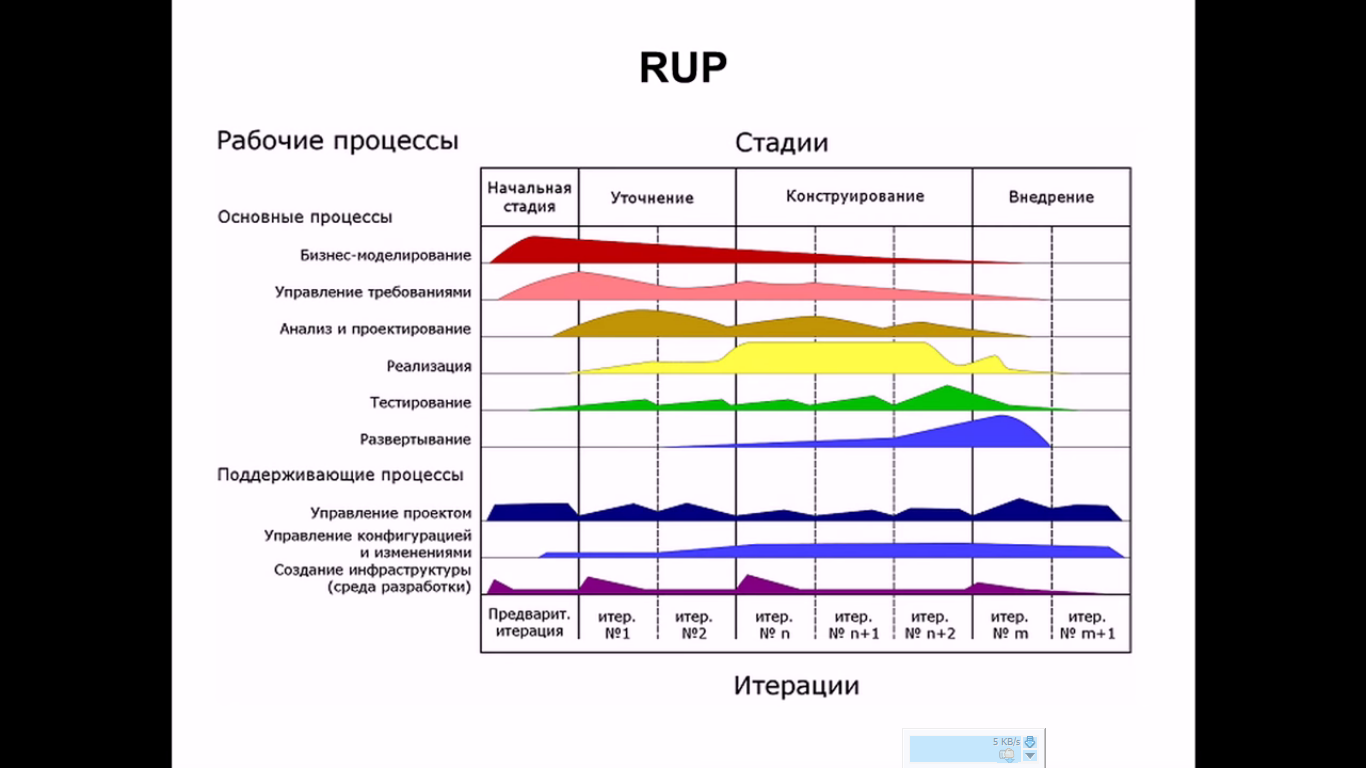 RUP
Рабочие процессы
Стадии
Начальная
стадия
Уточнение
Конструирование
Внедрение
Основные процессы
Бизнес-моделирование
Управление требованиями
Анализ и проектирование
Реализация
Тестирование
Развертывание
Поддерживающие процессы
Управление проектом
Управление конфигурацией
и изменениями
Создание инфраструктуры
(среда разработки)
Предварит.
итерация
итер.
№1
итер.
№2
итер.
№ n
итер.
№ n+1
итер.
№ n+2
итер.
№ m
итер.
№ m+1
Итерации
5 KB/s